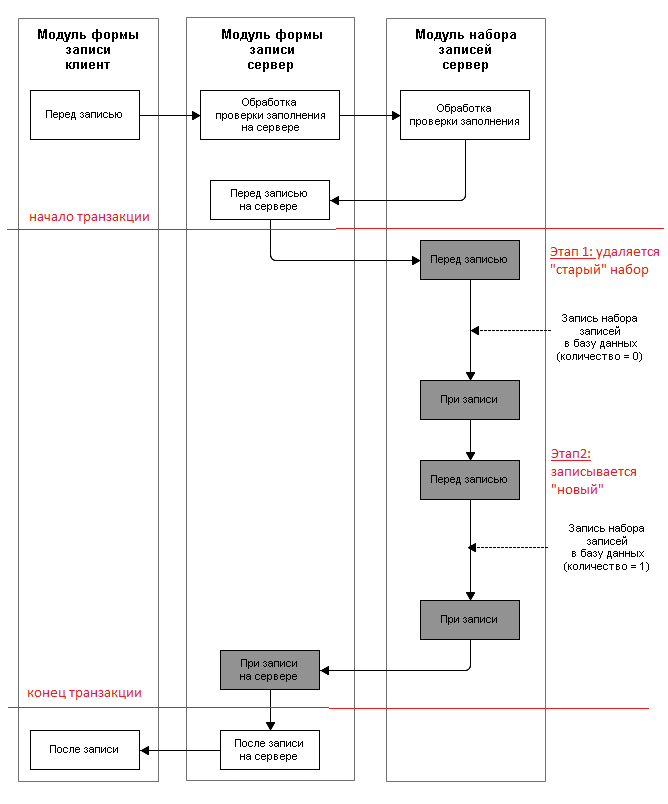 Модуль формы
записи
клиент
Модуль формы
записи
сервер
Модуль набора
записей
сервер
Перед записью
Обработка
проверки заполнения
на сервере
Обработка
проверки заполнения
Перед записью
на сервере
начало транзакции
Перед записью
Этап 1: удаляется
"старый" набор
Запись набора
записей
в базу данных
(количество = 0)
При записи
Перед записью
Этап2:
записывается
"новый"
Запись набора
записей
в базу данных
(количество = 1)
При записи
При записи
на сервере
конец транзакции
После записи
После записи
на сервере